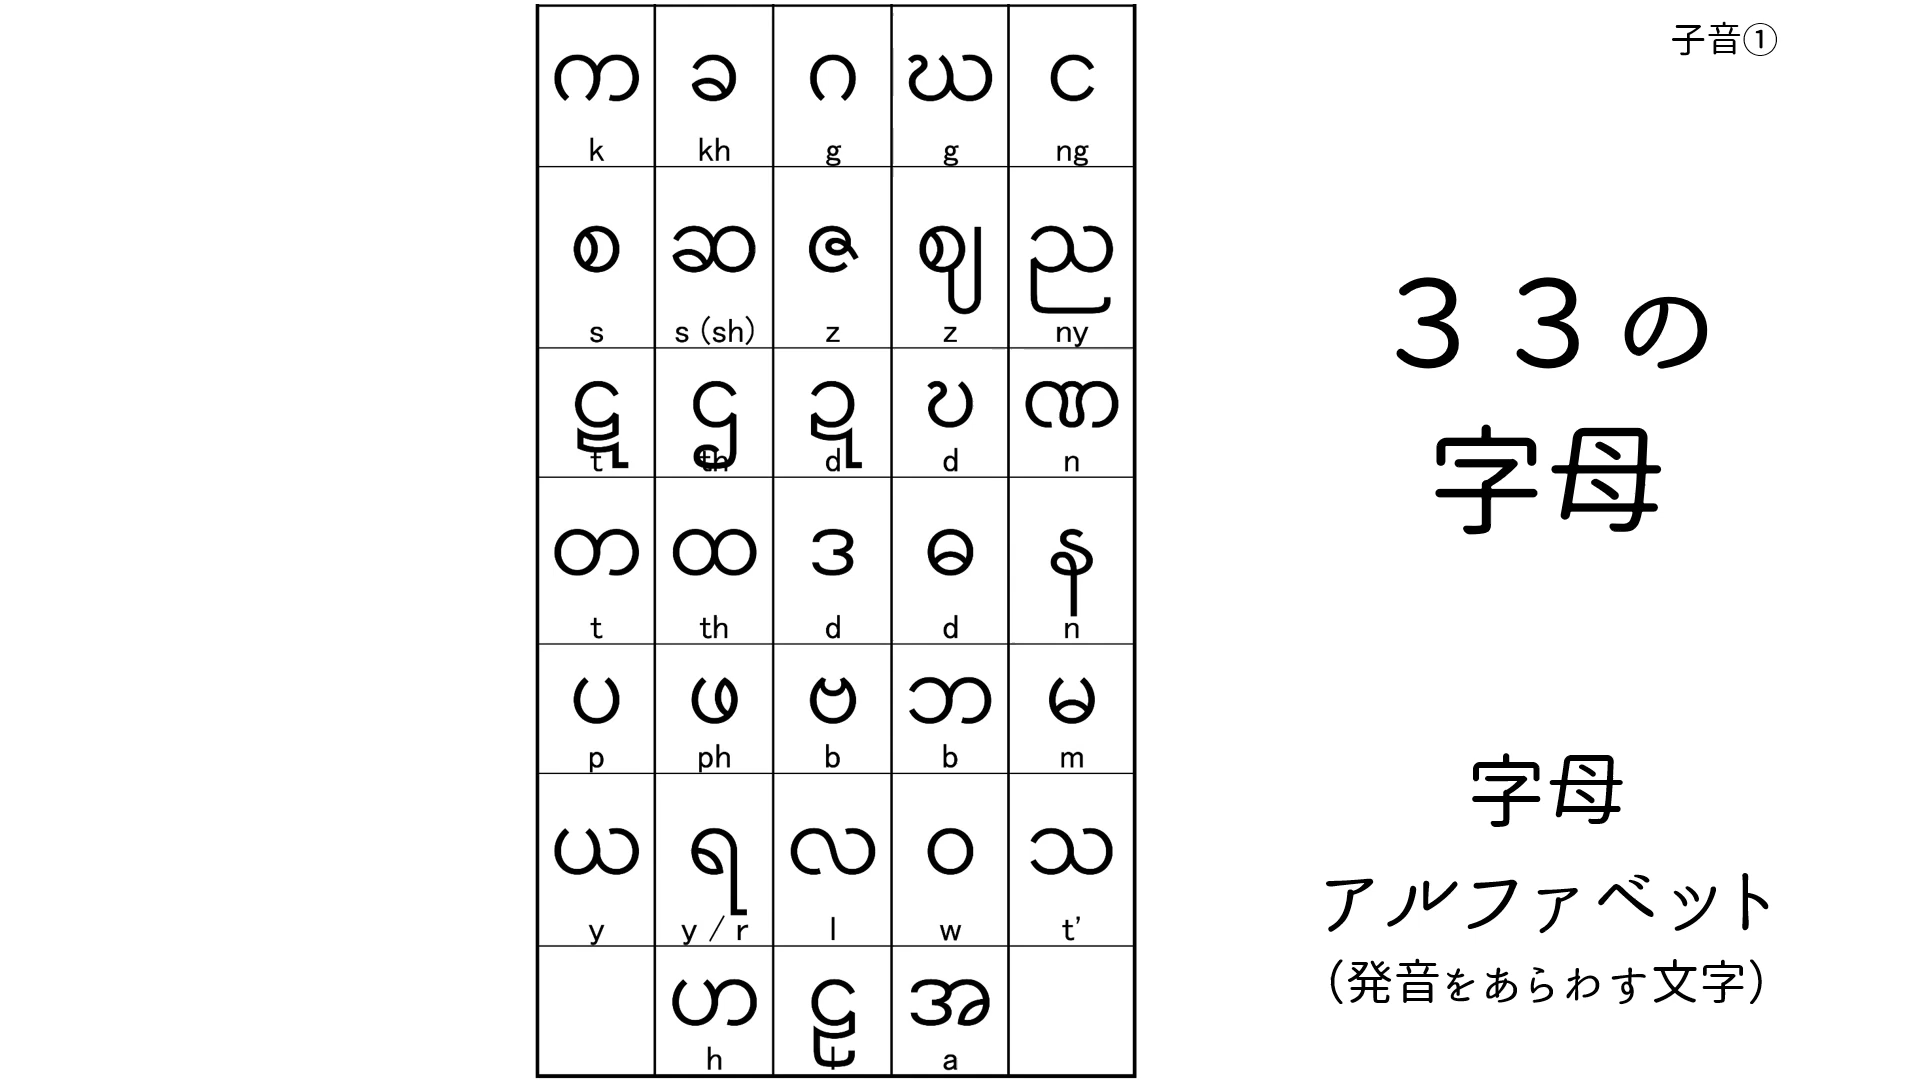 子音①
က ခ ဂ ဃ င
k kh g g ng
စ ဆ ဇ ဈ ည
s s (sh) z z ny
ဋ ဌ ဍ ဎ ဏ
t th d d n
တ ထ ဒ ဓ န
t th d d n
ပ ဖ ဗ ဘ မ
p ph b b m
ယ ရ လ ဝ သ
y y / r l w t’
ဟ ဠ အ
h l a
３３の
字母
字母
アルファベット
（発音をあらわす文字）